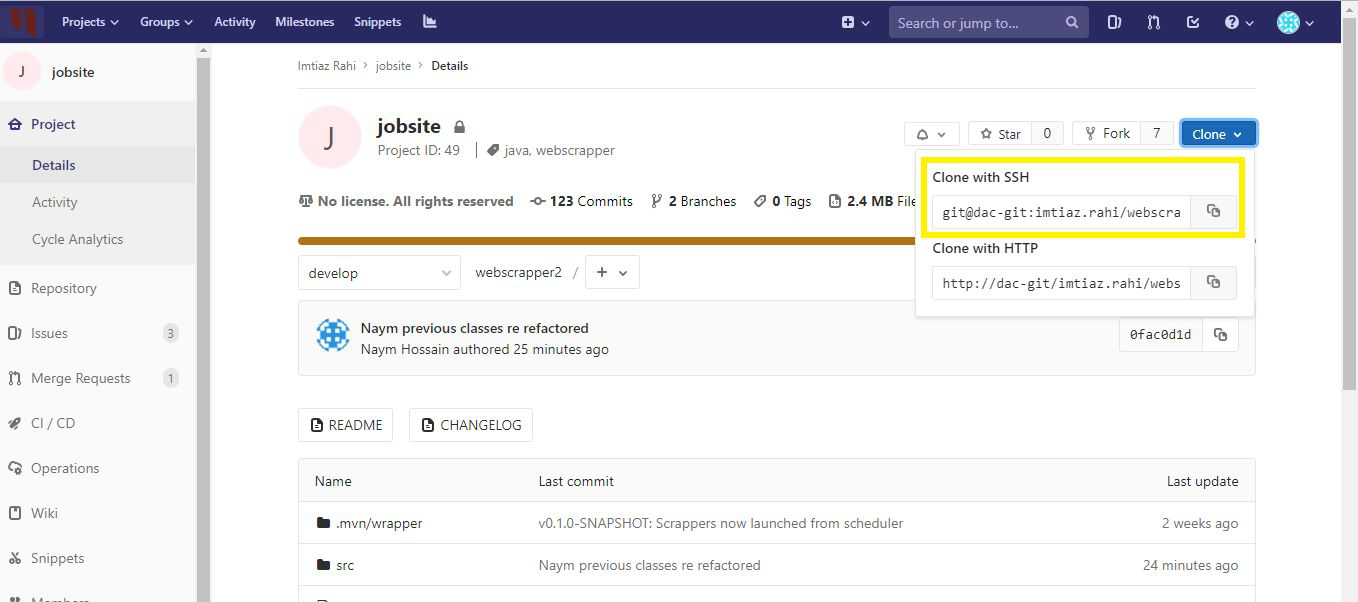 Projects Groups Activity Milestones Snippets Search or jump to...
J jobsite
Project
Details
Activity
Cycle Analytics
Repository
Issues 3
Merge Requests 1
CI / CD
Operations
Wiki
Snippets
Imtiaz Rahi > jobsite > Details
J
jobsite
Project ID: 49 | java, webscrapper
Star 0 Fork 7 Clone
No license. All rights reserved 123 Commits 2 Branches 0 Tags 2.4 MB
Clone with SSH
git@dac-git:imtiaz.rahi/webscra
Clone with HTTP
http://dac-git/imtiaz.rahi/webs
develop webscrapper2 / +
Naym previous classes re refactored
Naym Hossain authored 25 minutes ago
0fac0d1d
README CHANGELOG
Name Last commit Last update
.mvn/wrapper v0.1.0-SNAPSHOT: Scrappers now launched from scheduler 2 weeks ago
src Naym previous classes re refactored 24 minutes ago